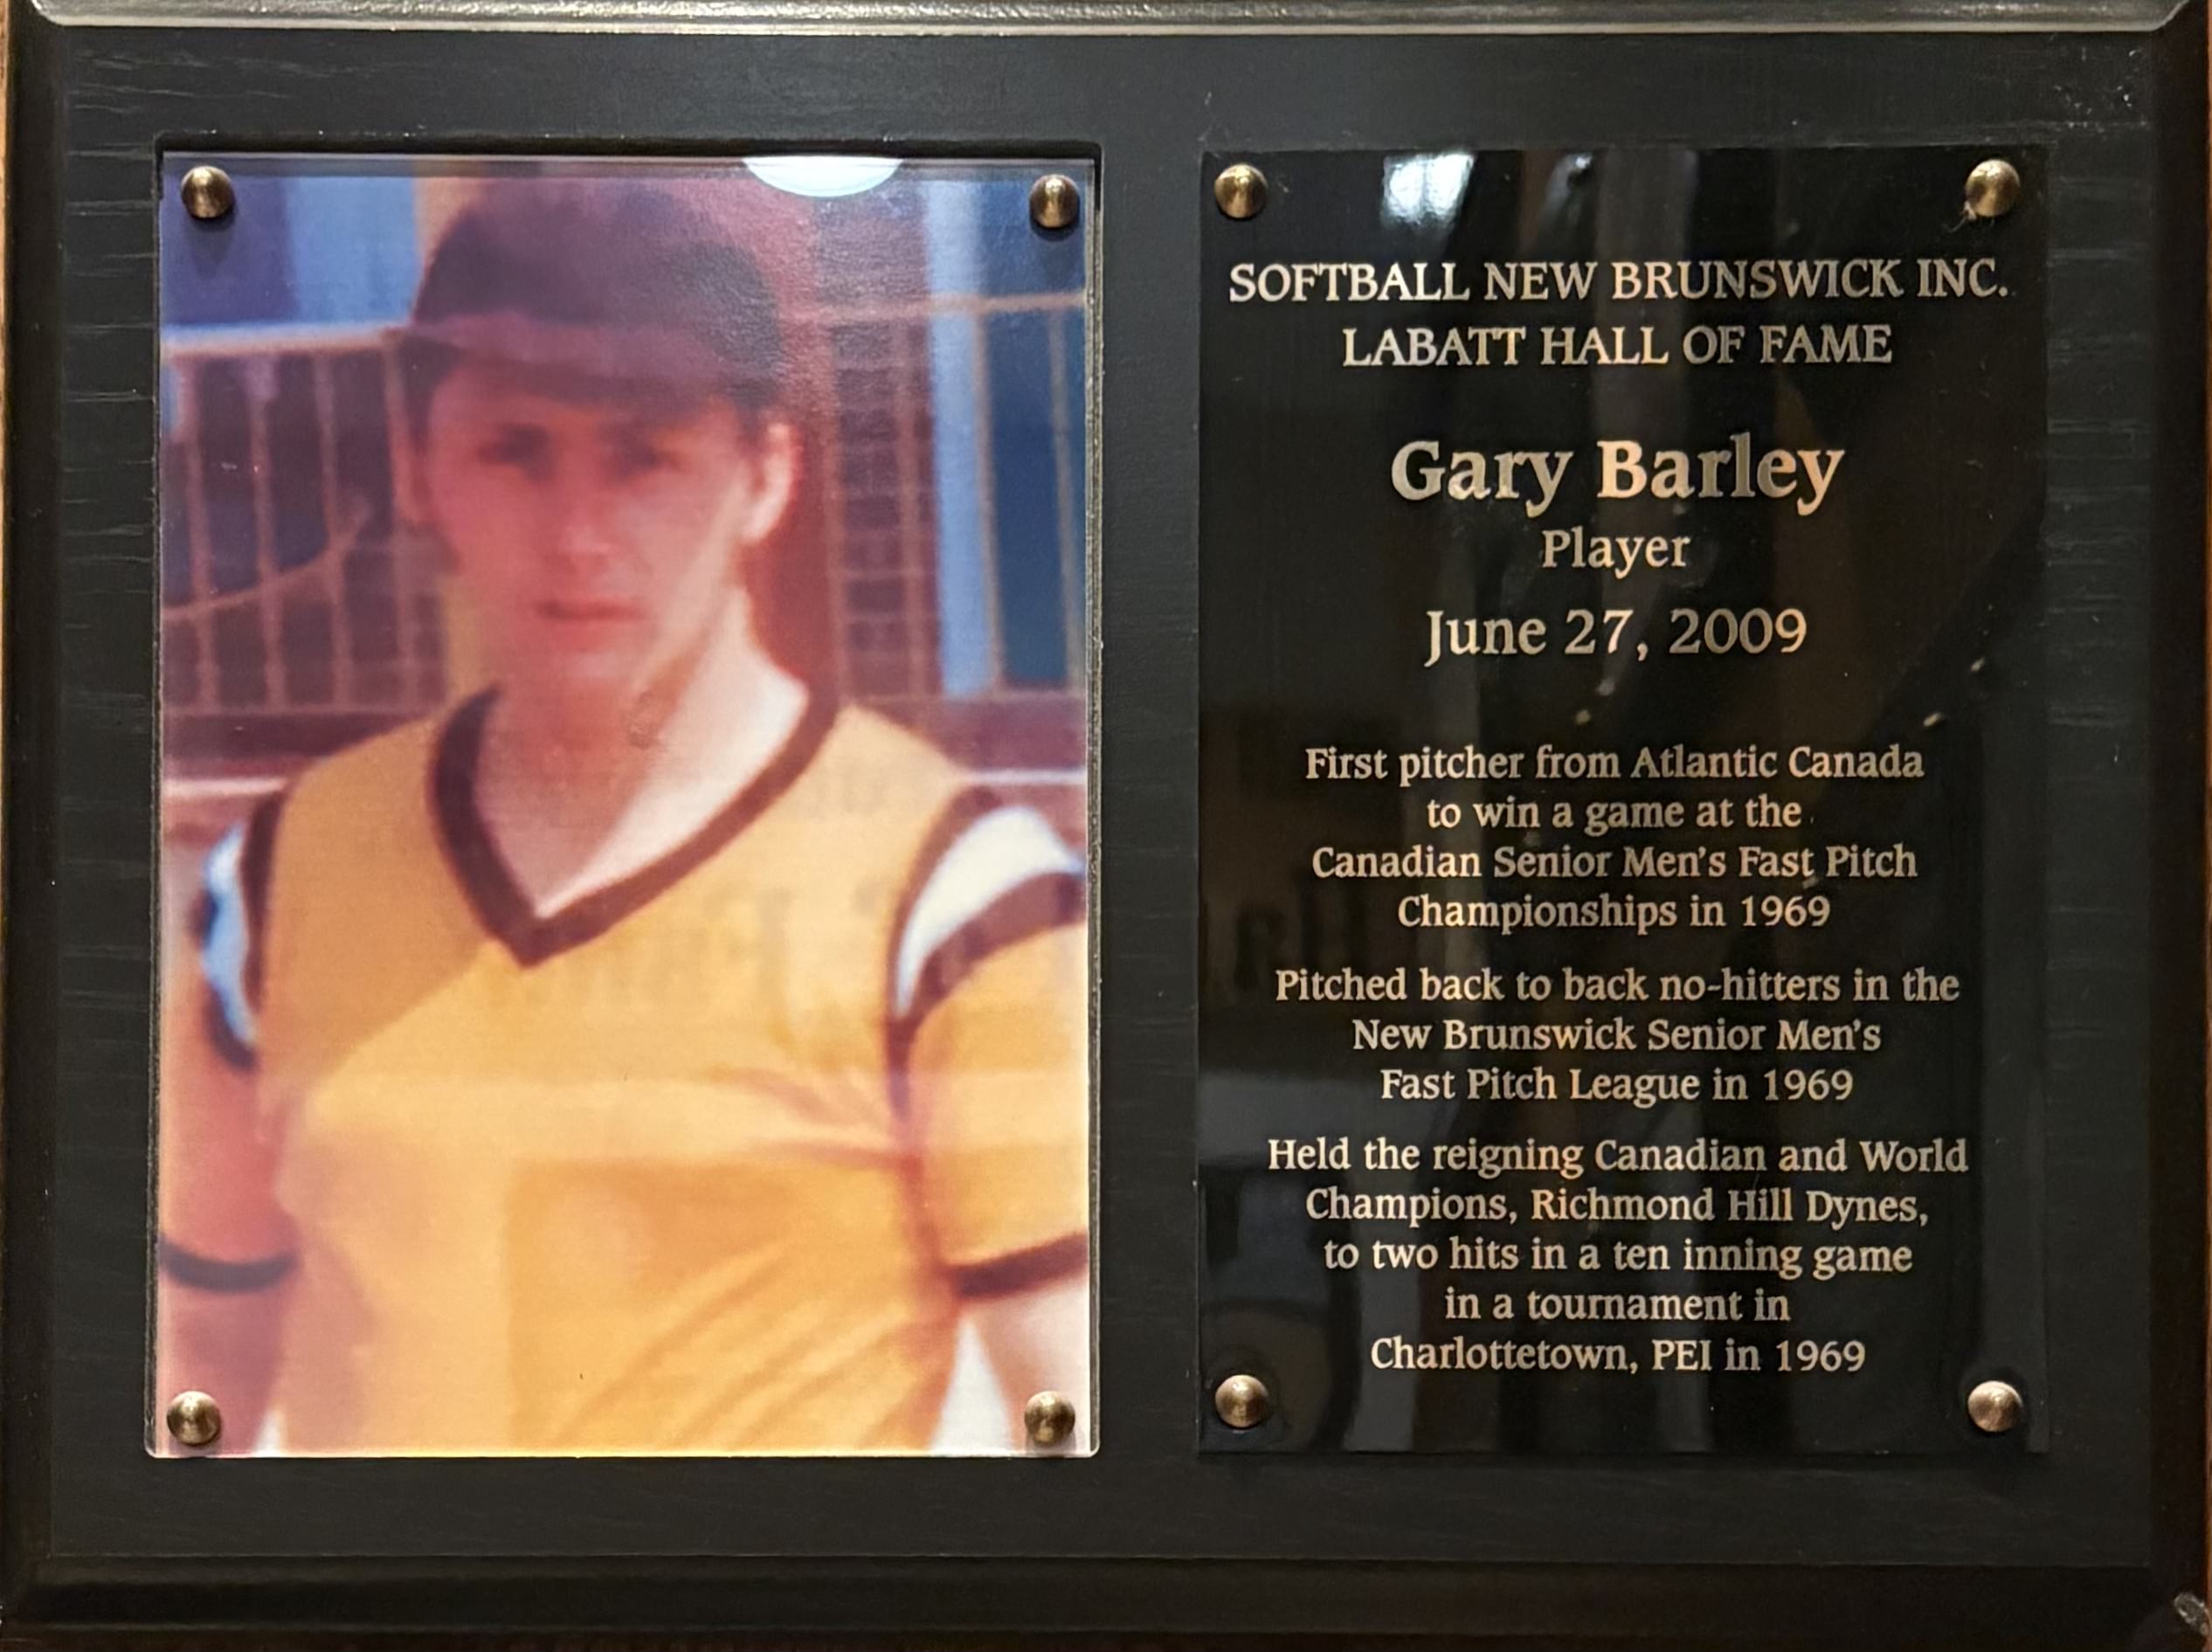 SOFTBALL NEW BRUNSWICK INC.
LABATT HALL OF FAME
Gary Barley
Player
June 27, 2009
First pitcher from Atlantic Canada
to win a game at the
Canadian Senior Men's Fast Pitch
Championships in 1969
Pitched back to back no-hitters in the
New Brunswick Senior Men's
Fast Pitch League in 1969
Held the reigning Canadian and World
Champions, Richmond Hill Dynes,
to two hits in a ten inning game
in a tournament in
Charlottetown, PEI in 1969